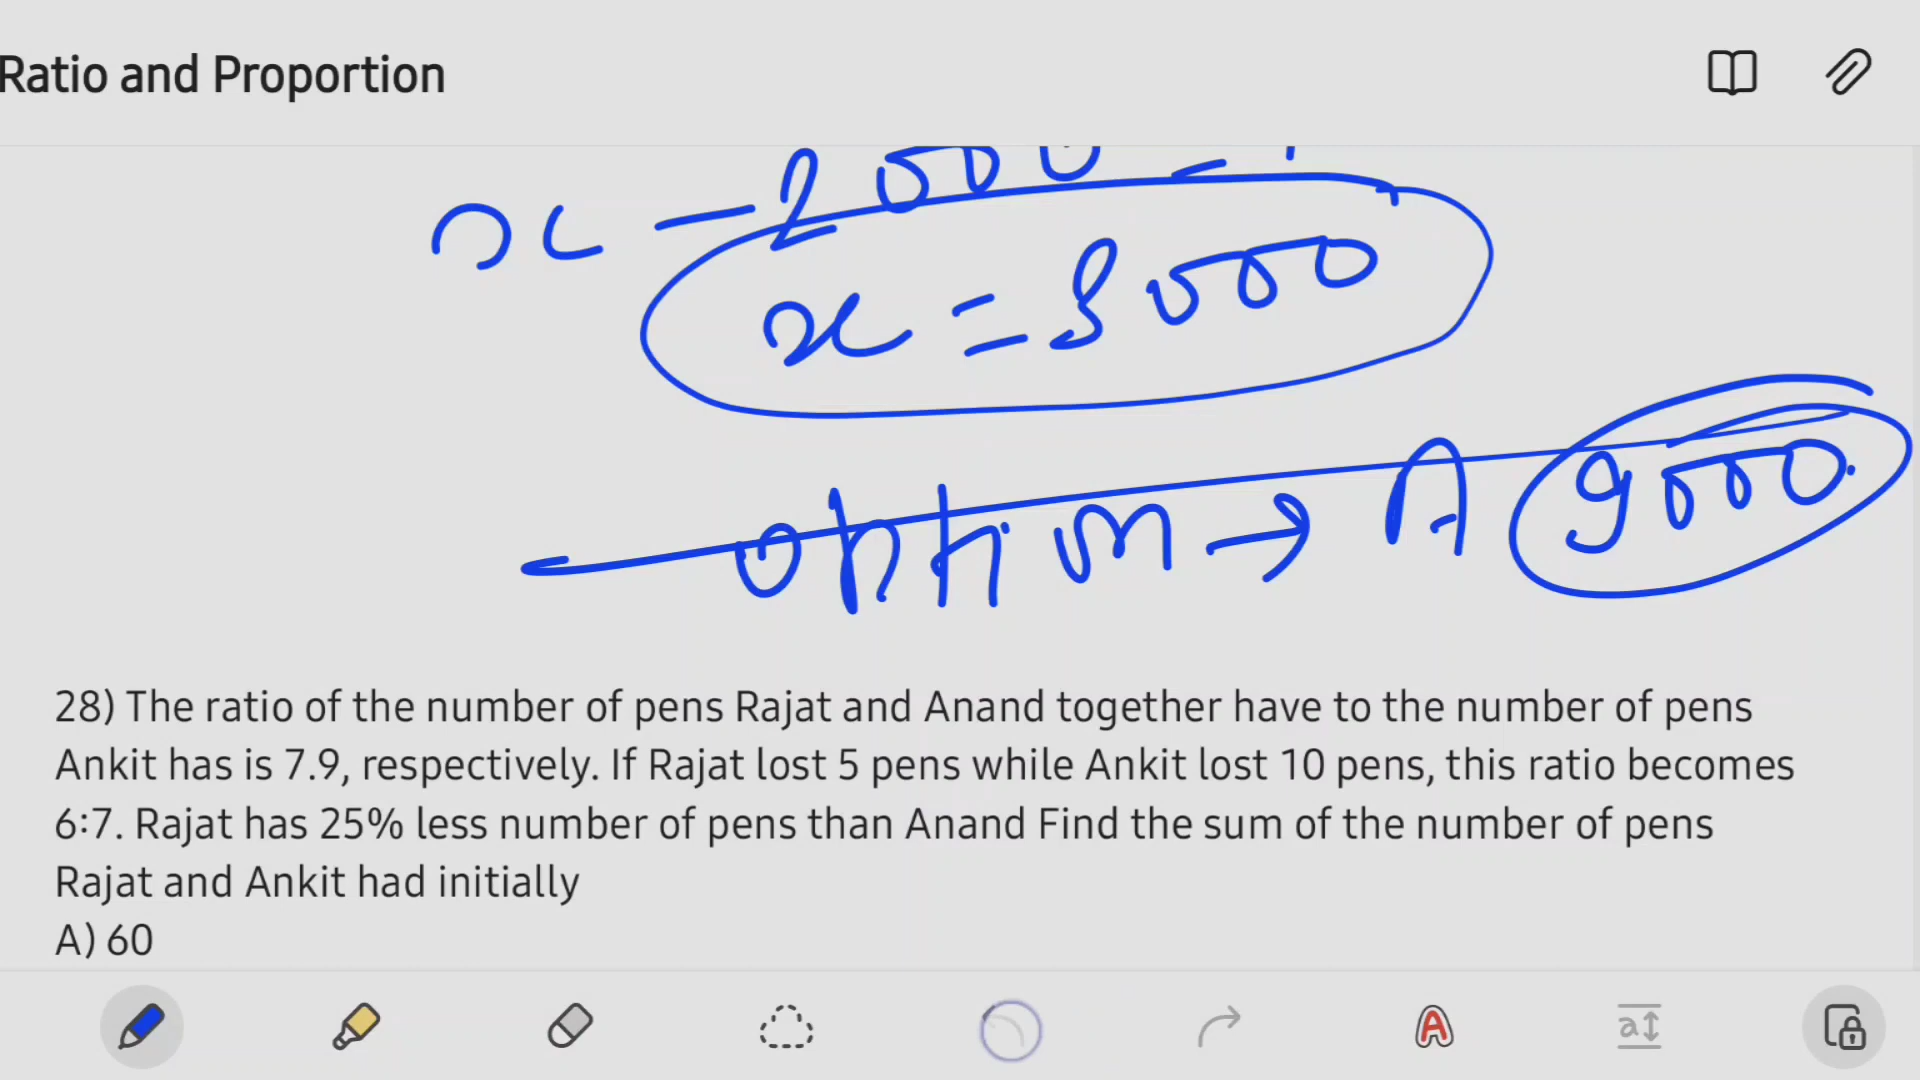 Ratio and Proportion
x - 2000 =
x = 3000
option → A 9000
28) The ratio of the number of pens Rajat and Anand together have to the number of pens
Ankit has is 7.9, respectively. If Rajat lost 5 pens while Ankit lost 10 pens, this ratio becomes
6:7. Rajat has 25% less number of pens than Anand Find the sum of the number of pens
Rajat and Ankit had initially
A) 60